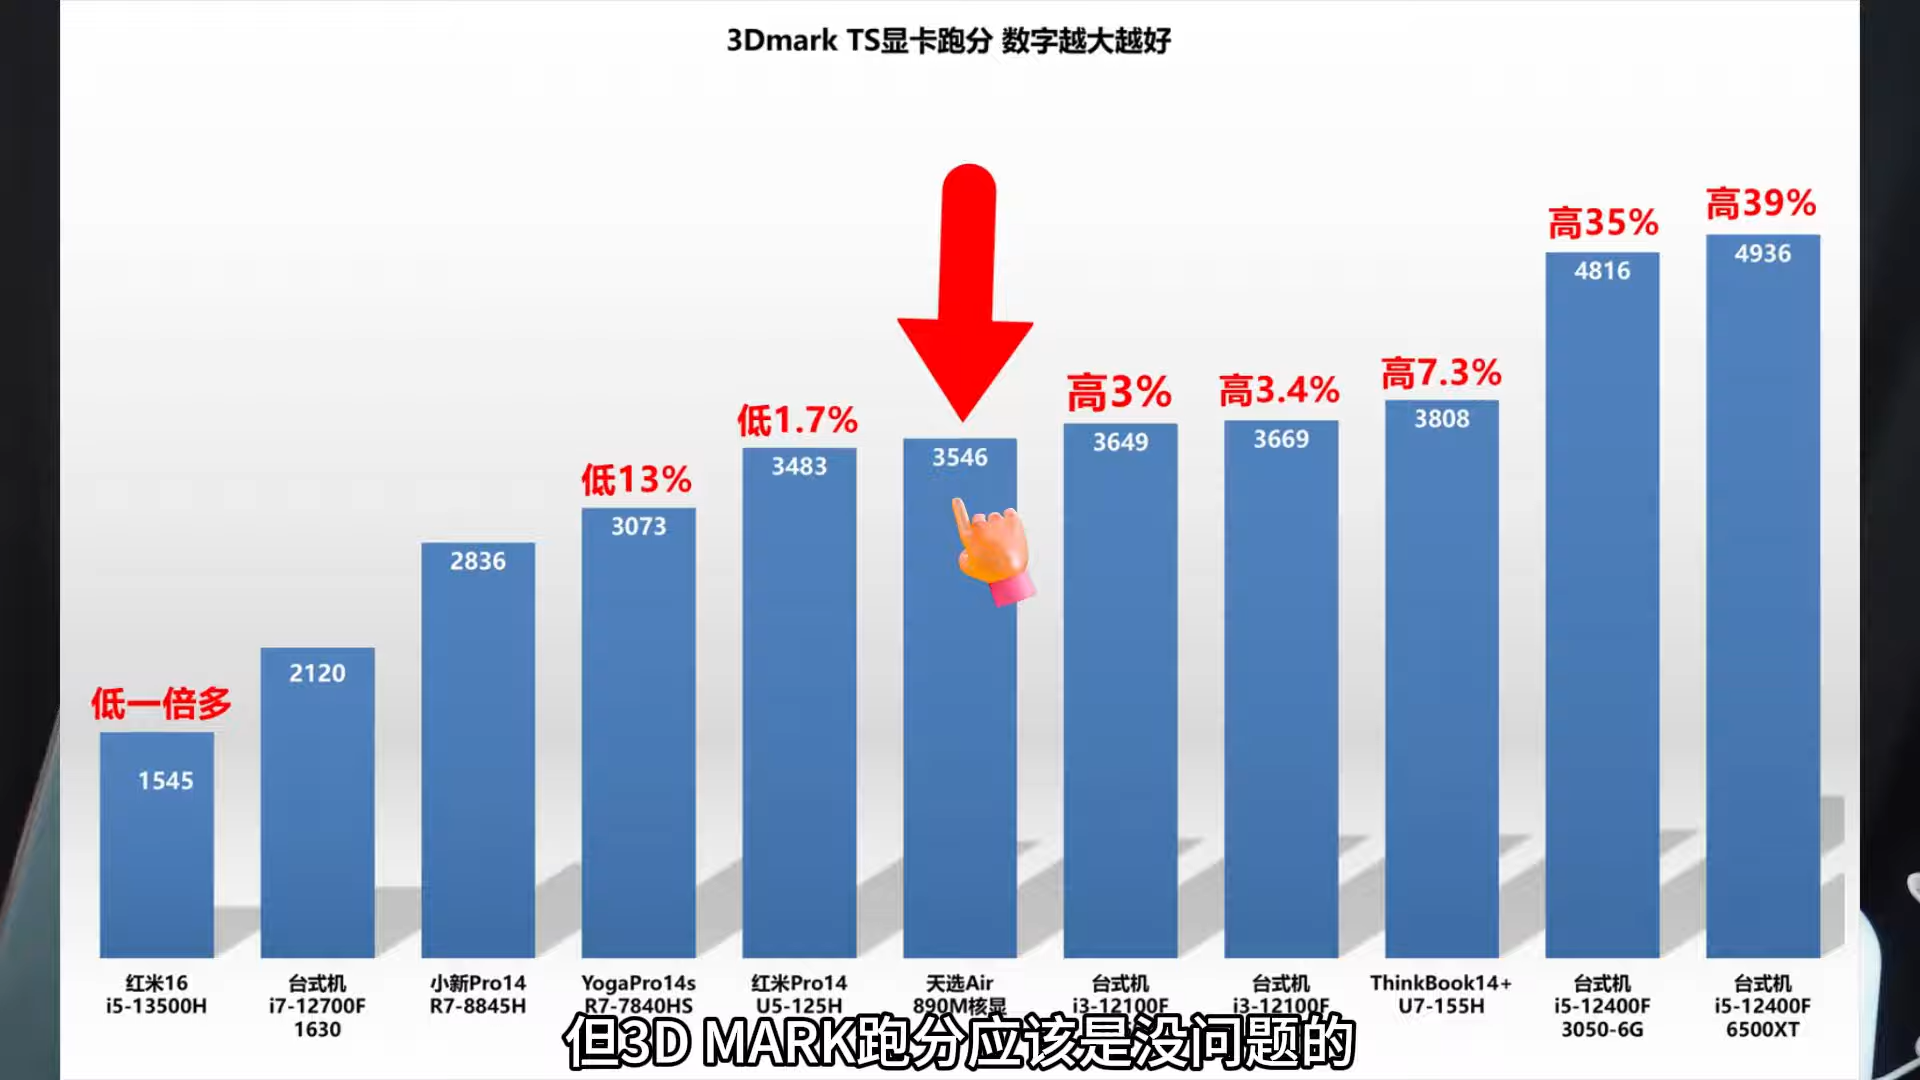 3Dmark TS显卡跑分 数字越大越好
低一倍多
低13%
低1.7%
高3%
高3.4%
高7.3%
高35%
高39%
1545
2120
2836
3073
3483
3546
3649
3669
3808
4816
4936
红米16
i5-13500H
台式机
i7-12700F
1630
小新Pro14
R7-8845H
YogaPro14s
R7-7840HS
红米Pro14
U5-125H
天选Air
890M核显
台式机
i3-12100F
台式机
i3-12100F
ThinkBook14+
U7-155H
台式机
i5-12400F
3050-6G
台式机
i5-12400F
6500XT
但3D MARK跑分应该是没问题的